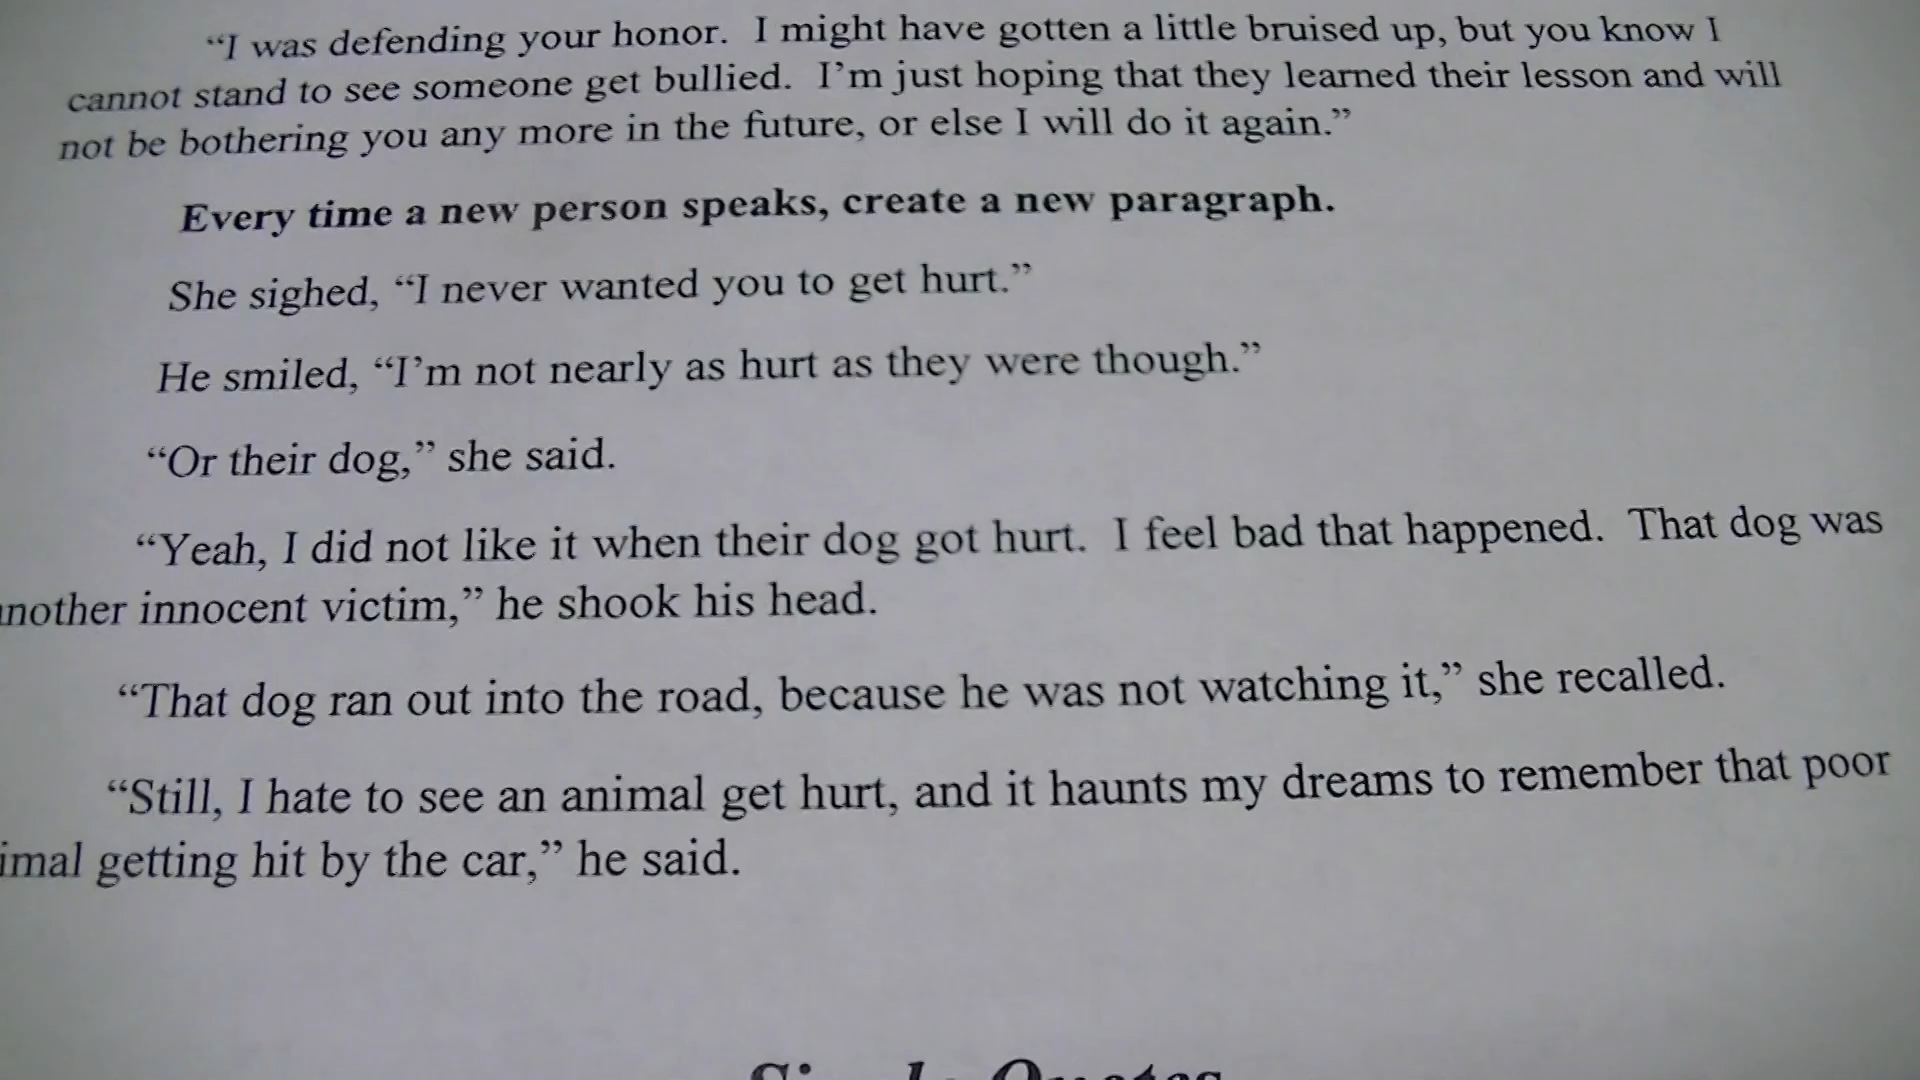 “I was defending your honor.  I might have gotten a little bruised up, but you know I
cannot stand to see someone get bullied.  I’m just hoping that they learned their lesson and will
not be bothering you any more in the future, or else I will do it again.”
Every time a new person speaks, create a new paragraph.
She sighed, “I never wanted you to get hurt.”
He smiled, “I’m not nearly as hurt as they were though.”
“Or their dog,” she said.
“Yeah, I did not like it when their dog got hurt.  I feel bad that happened.  That dog was
another innocent victim,” he shook his head.
“That dog ran out into the road, because he was not watching it,” she recalled.
“Still, I hate to see an animal get hurt, and it haunts my dreams to remember that poor
imal getting hit by the car,” he said.